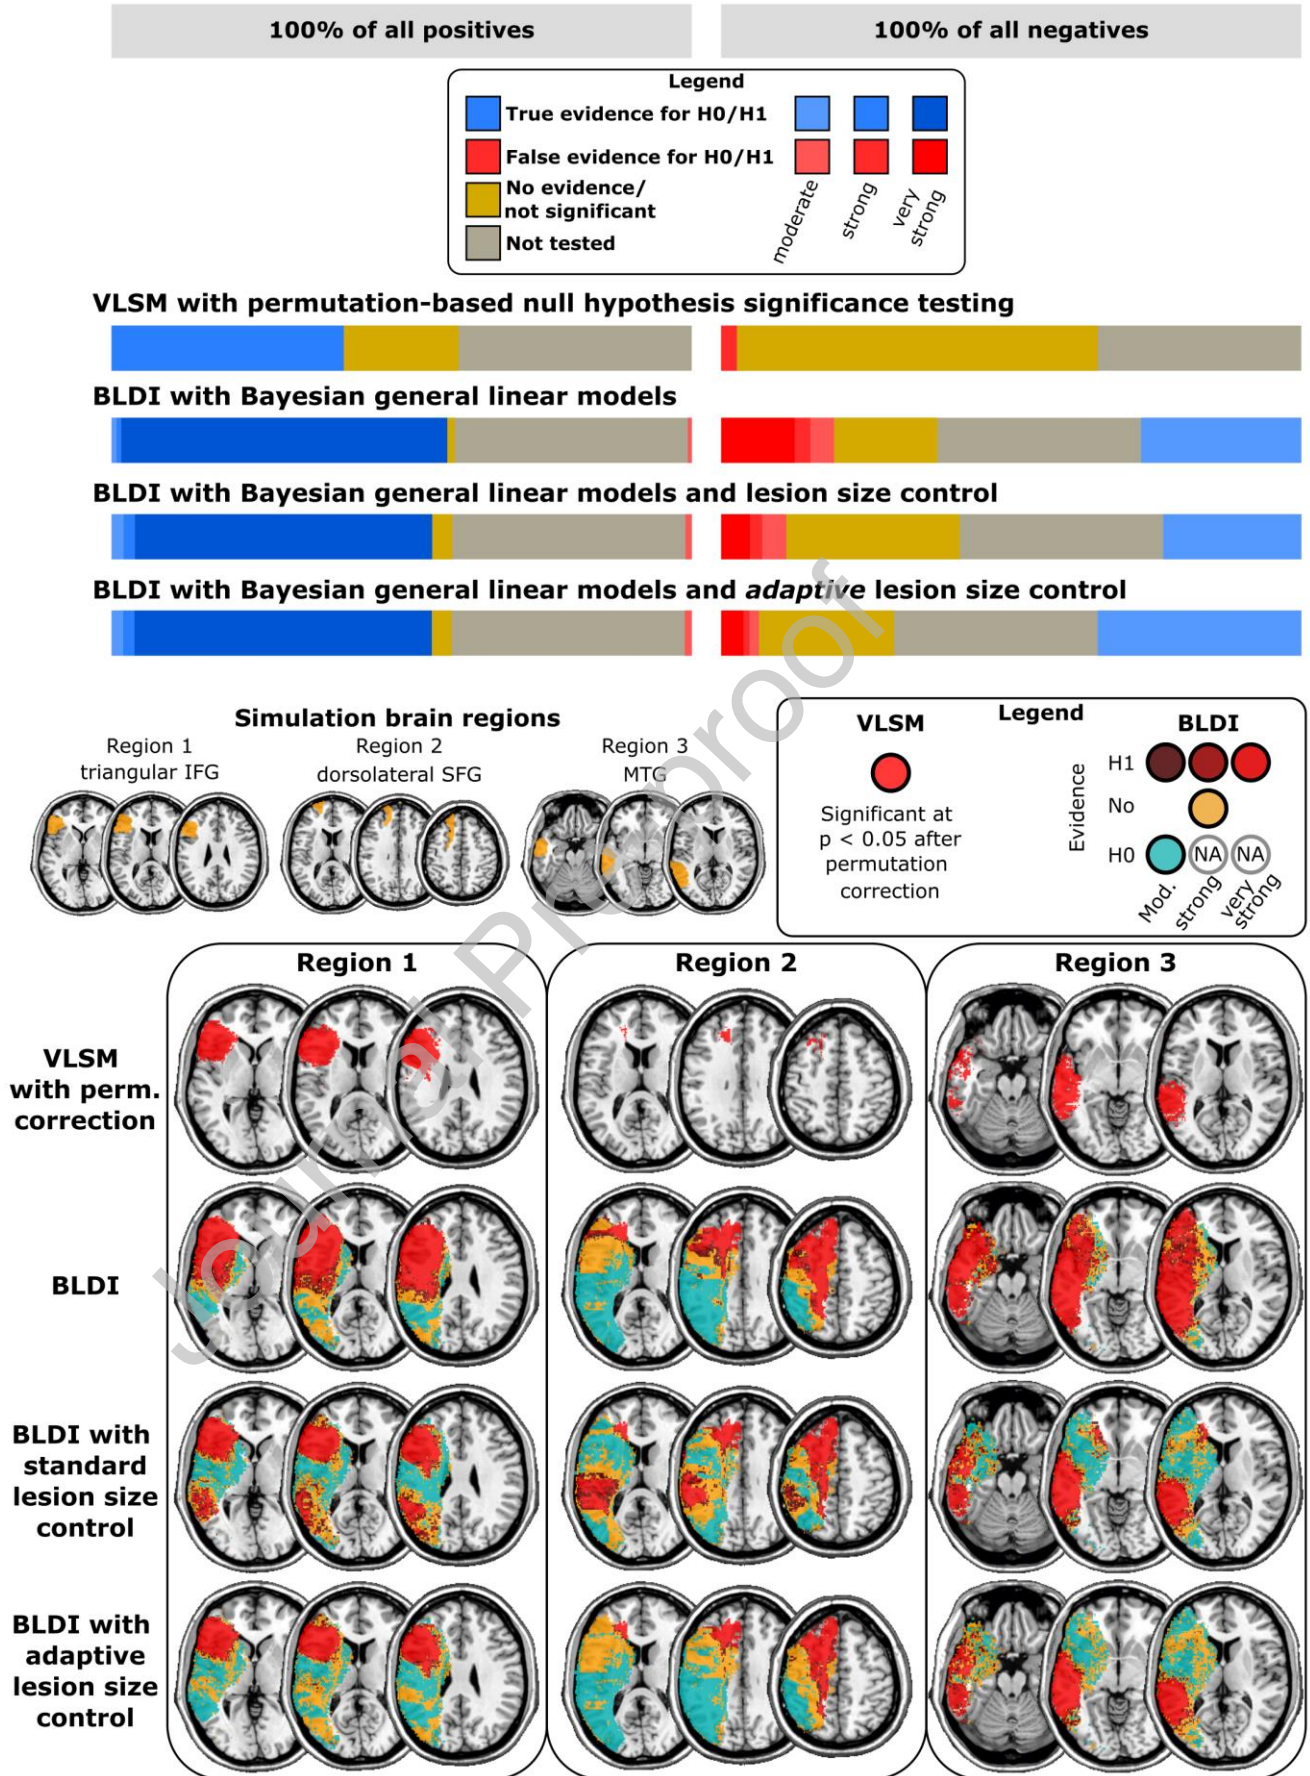 100% of all positives
100% of all negatives
Legend
True evidence for H0/H1
False evidence for H0/H1
No evidence/
not significant
Not tested
moderate
strong
very
strong
VLSM with permutation-based null hypothesis significance testing
BLDI with Bayesian general linear models
BLDI with Bayesian general linear models and lesion size control
BLDI with Bayesian general linear models and adaptive lesion size control
Simulation brain regions
Region 1
triangular IFG
Region 2
dorsolateral SFG
Region 3
MTG
Legend
VLSM
Significant at
p < 0.05 after
permutation
correction
BLDI
Evidence
H1
No
H0
NA
NA
Mod.
strong
very
strong
Region 1
Region 2
Region 3
VLSM
with perm.
correction
BLDI
BLDI with
standard
lesion size
control
BLDI with
adaptive
lesion size
control
Journal Pre-proof